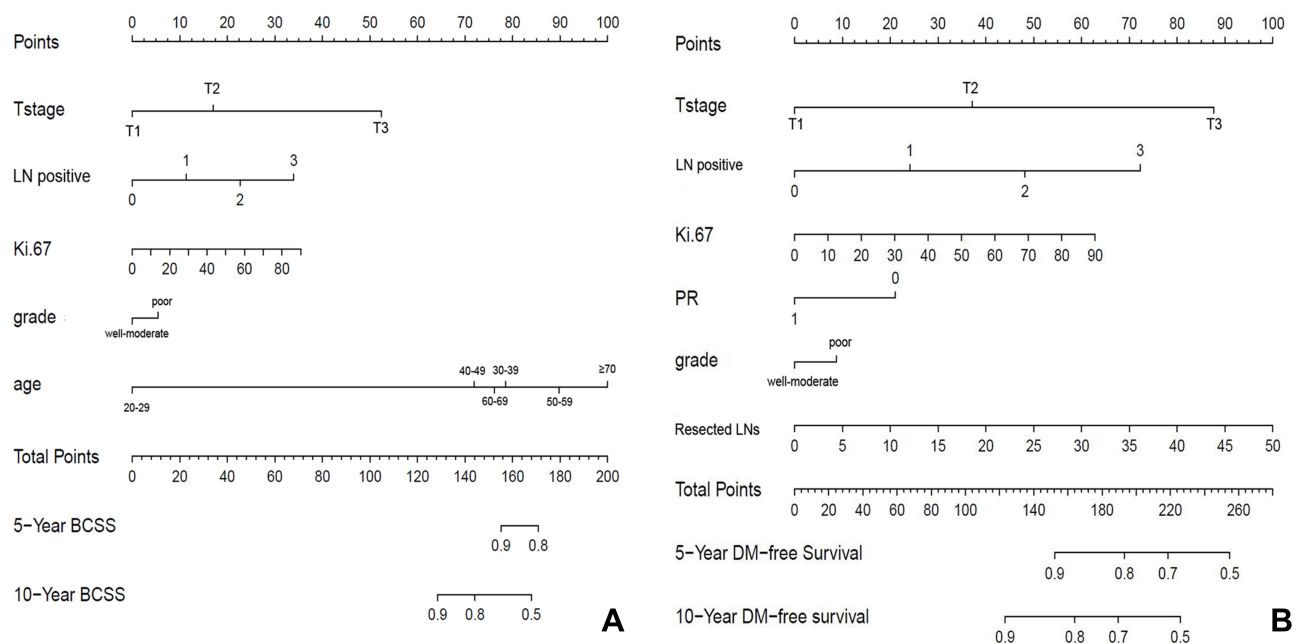 0 10 20 30 40 50 60 70 80 90 100
Points
T2
Tstage
T1 T3
1 3
LN positive
0 2
Ki.67
0 20 40 60 80
poor
grade
well-moderate
40-49 30-39 ≥70
age
20-29 60-69 50-59
Total Points
0 20 40 60 80 100 120 140 160 180 200
5-Year BCSS
0.9 0.8
10-Year BCSS
0.9 0.8 0.5
A
0 10 20 30 40 50 60 70 80 90 100
Points
T2
Tstage
T1 T3
1 3
LN positive
0 2
Ki.67
0 10 20 30 40 50 60 70 80 90
0
PR
1
poor
grade
well-moderate
Resected LNs
0 5 10 15 20 25 30 35 40 45 50
Total Points
0 20 40 60 80 100 140 180 220 260
5-Year DM-free Survival
0.9 0.8 0.7 0.5
10-Year DM-free survival
0.9 0.8 0.7 0.5
B